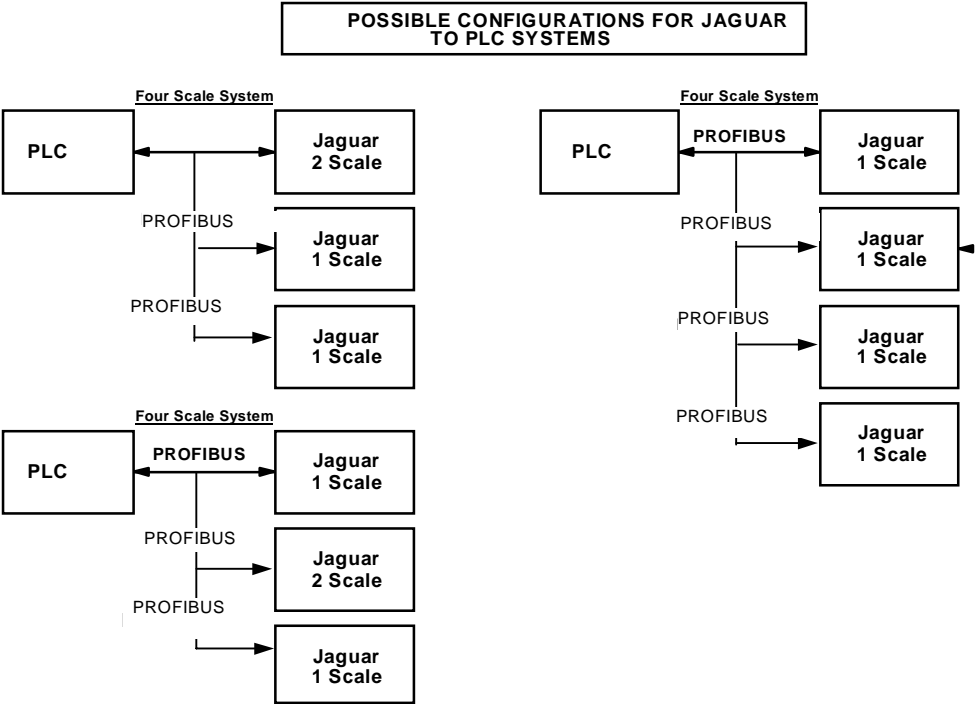 POSSIBLE CONFIGURATIONS FOR JAGUAR
TO PLC SYSTEMS
Four Scale System
PLC
Jaguar
2 Scale
PROFIBUS
Jaguar
1 Scale
PROFIBUS
Jaguar
1 Scale
Four Scale System
PLC
PROFIBUS
Jaguar
1 Scale
PROFIBUS
Jaguar
2 Scale
PROFIBUS
Jaguar
1 Scale
Four Scale System
PLC
PROFIBUS
Jaguar
1 Scale
PROFIBUS
Jaguar
1 Scale
PROFIBUS
Jaguar
1 Scale
PROFIBUS
Jaguar
1 Scale